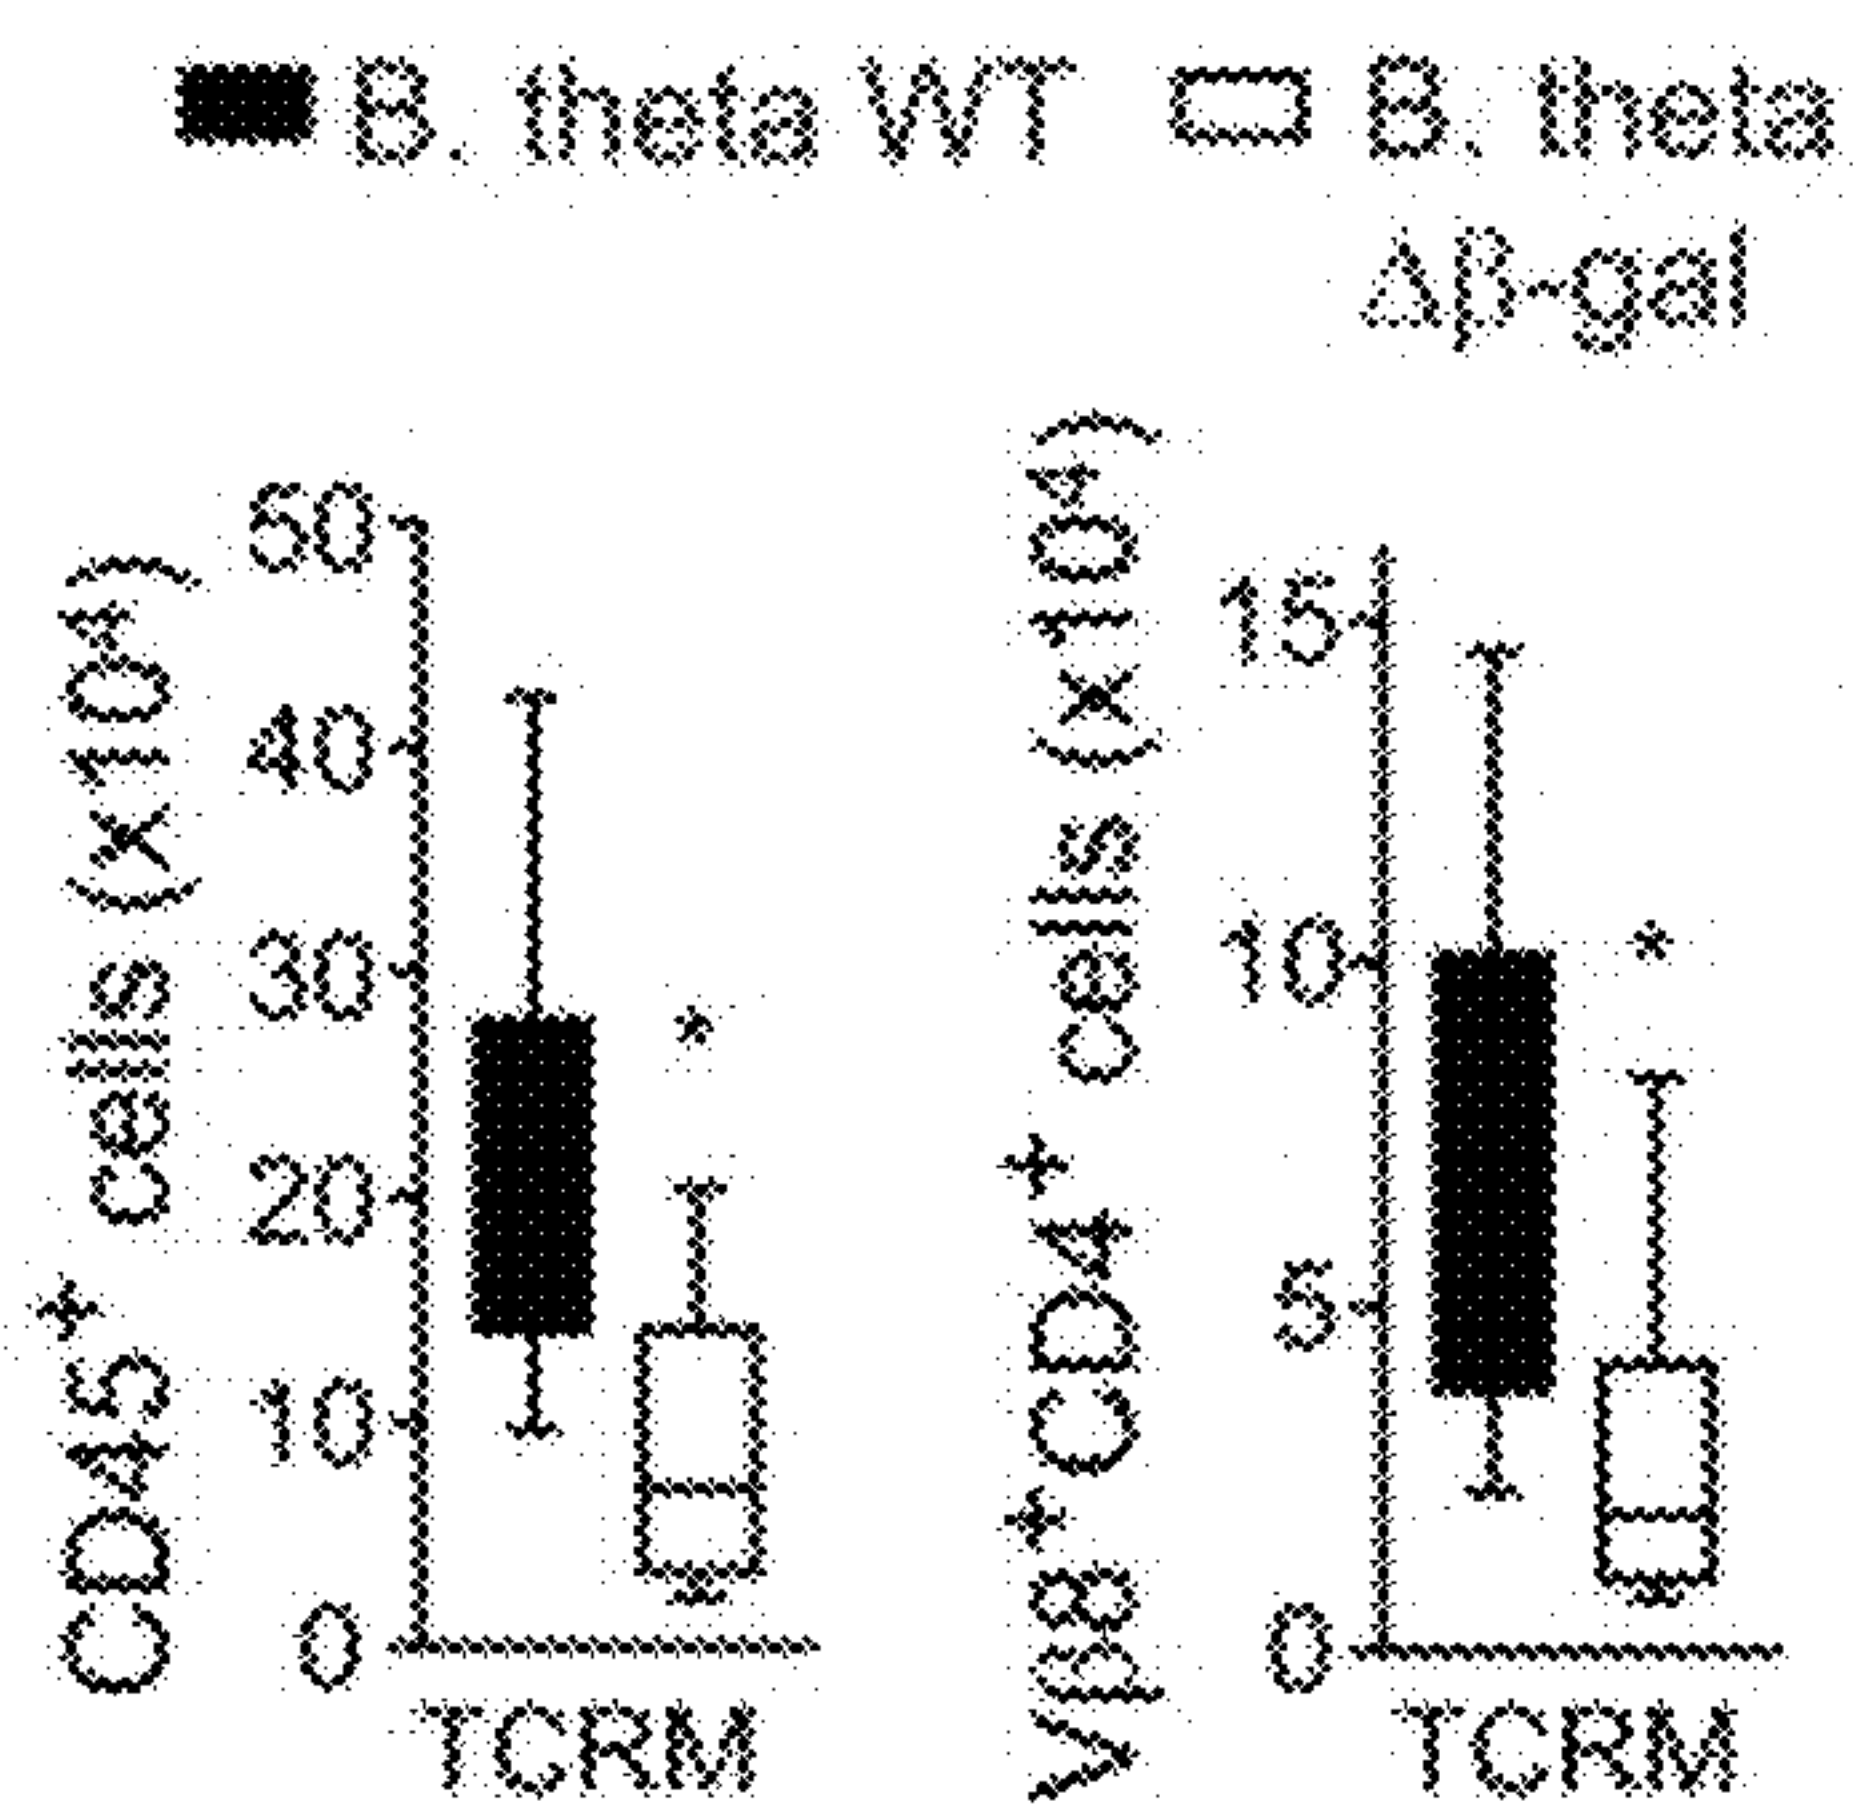 B. theta WT B. theta
Δβ-gal
CD45⁺ cells (x10⁴)
50
40
30
20
10
0
*
TCRM
Vβ8⁺CD4⁺ cells (x10⁴)
15
10
5
0
*
TCRM